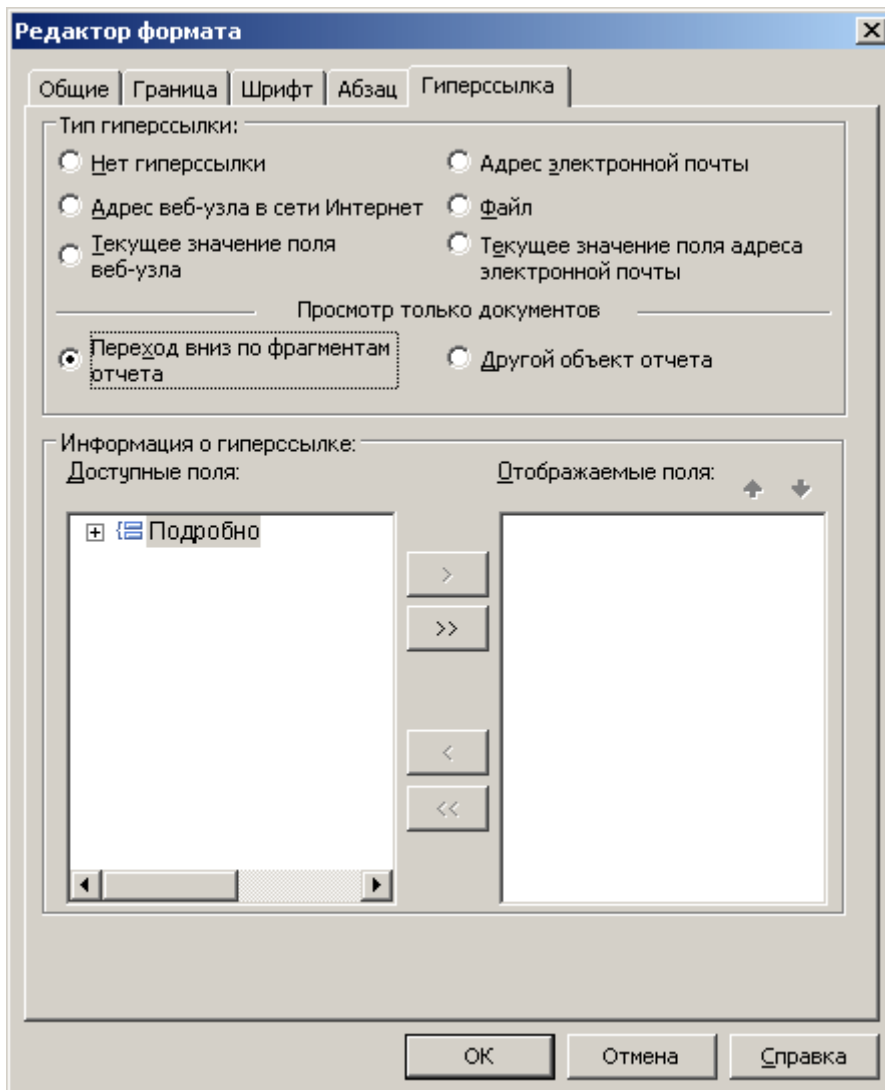 Редактор формата
Общие Граница Шрифт Абзац Гиперссылка
Тип гиперссылки:
Нет гиперссылки
Адрес электронной почты
Адрес веб-узла в сети Интернет
Файл
Текущее значение поля
веб-узла
Текущее значение поля адреса
электронной почты
Просмотр только документов
Переход вниз по фрагментам
отчета
Другой объект отчета
Информация о гиперссылке:
Доступные поля:
Отображаемые поля:
Подробно
>
>>
<
<<
ОК Отмена Справка